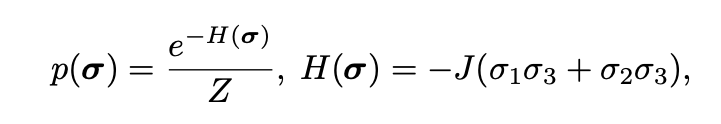 p(𝝈) = e^{-H(𝝈)} / Z, H(𝝈) = −J(σ₁σ₃ + σ₂σ₃),